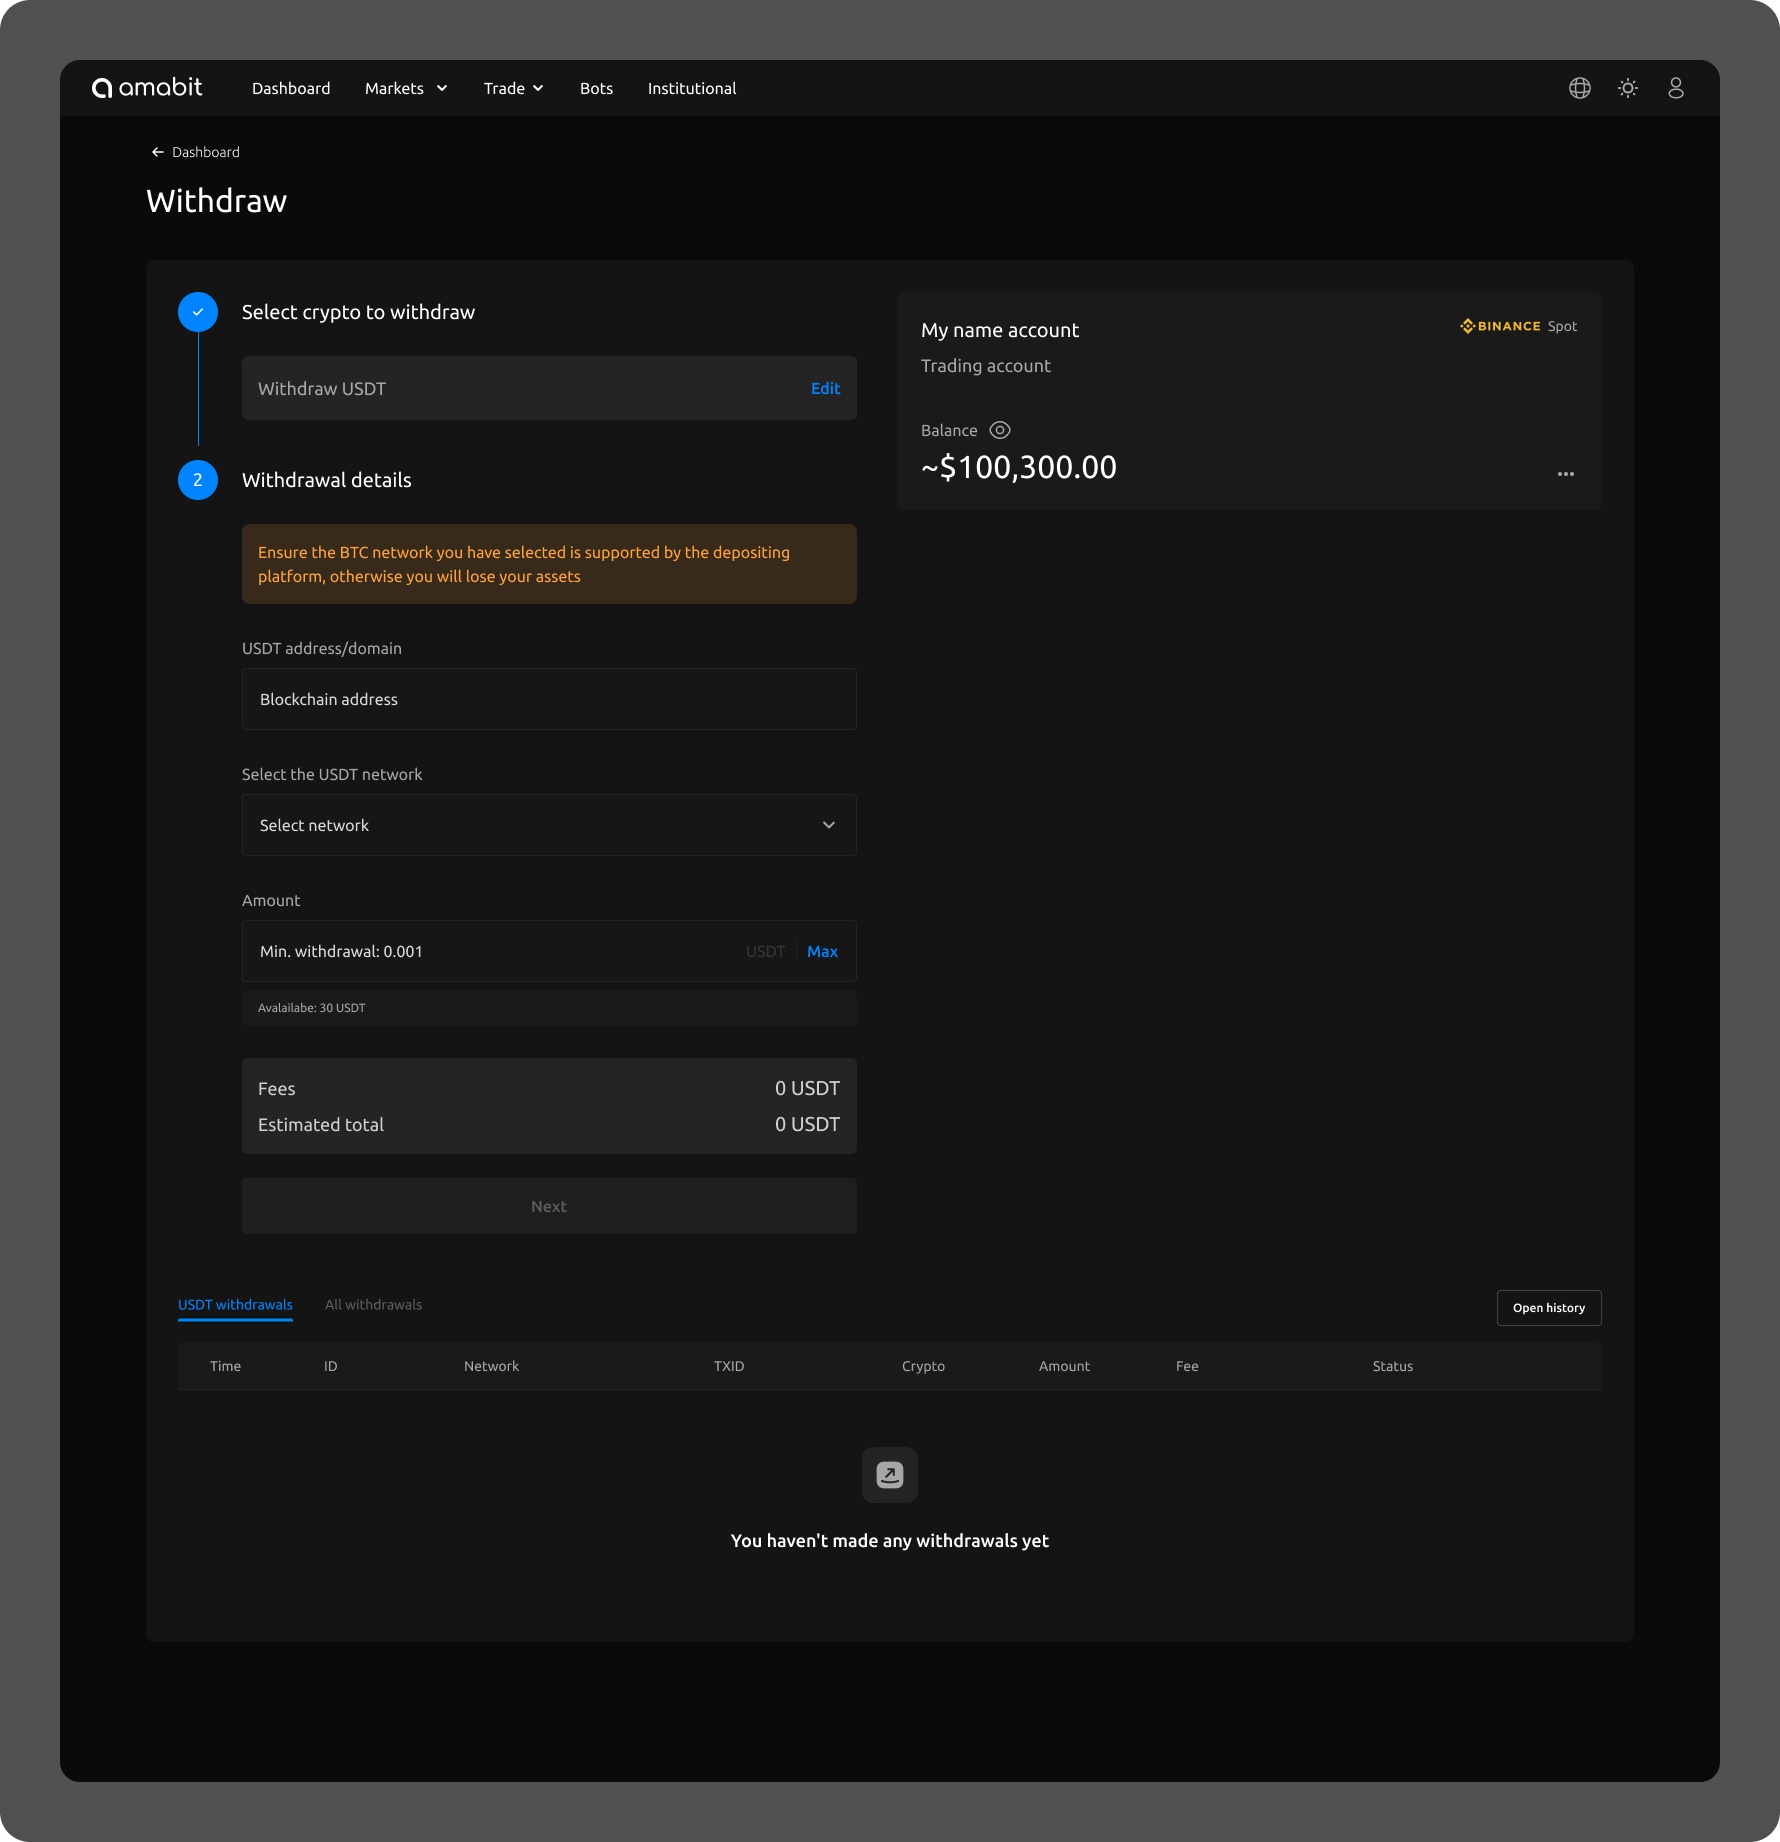 amabit
Dashboard
Markets
Trade
Bots
Institutional
Dashboard
Withdraw
Select crypto to withdraw
Withdraw USDT
Edit
2
Withdrawal details
Ensure the BTC network you have selected is supported by the depositing
platform, otherwise you will lose your assets
USDT address/domain
Blockchain address
Select the USDT network
Select network
Amount
Min. withdrawal: 0.001
USDT
Max
Avalailabe: 30 USDT
Fees
0 USDT
Estimated total
0 USDT
Next
My name account
BINANCE Spot
Trading account
Balance
~$100,300.00
USDT withdrawals
All withdrawals
Open history
Time
ID
Network
TXID
Crypto
Amount
Fee
Status
You haven't made any withdrawals yet